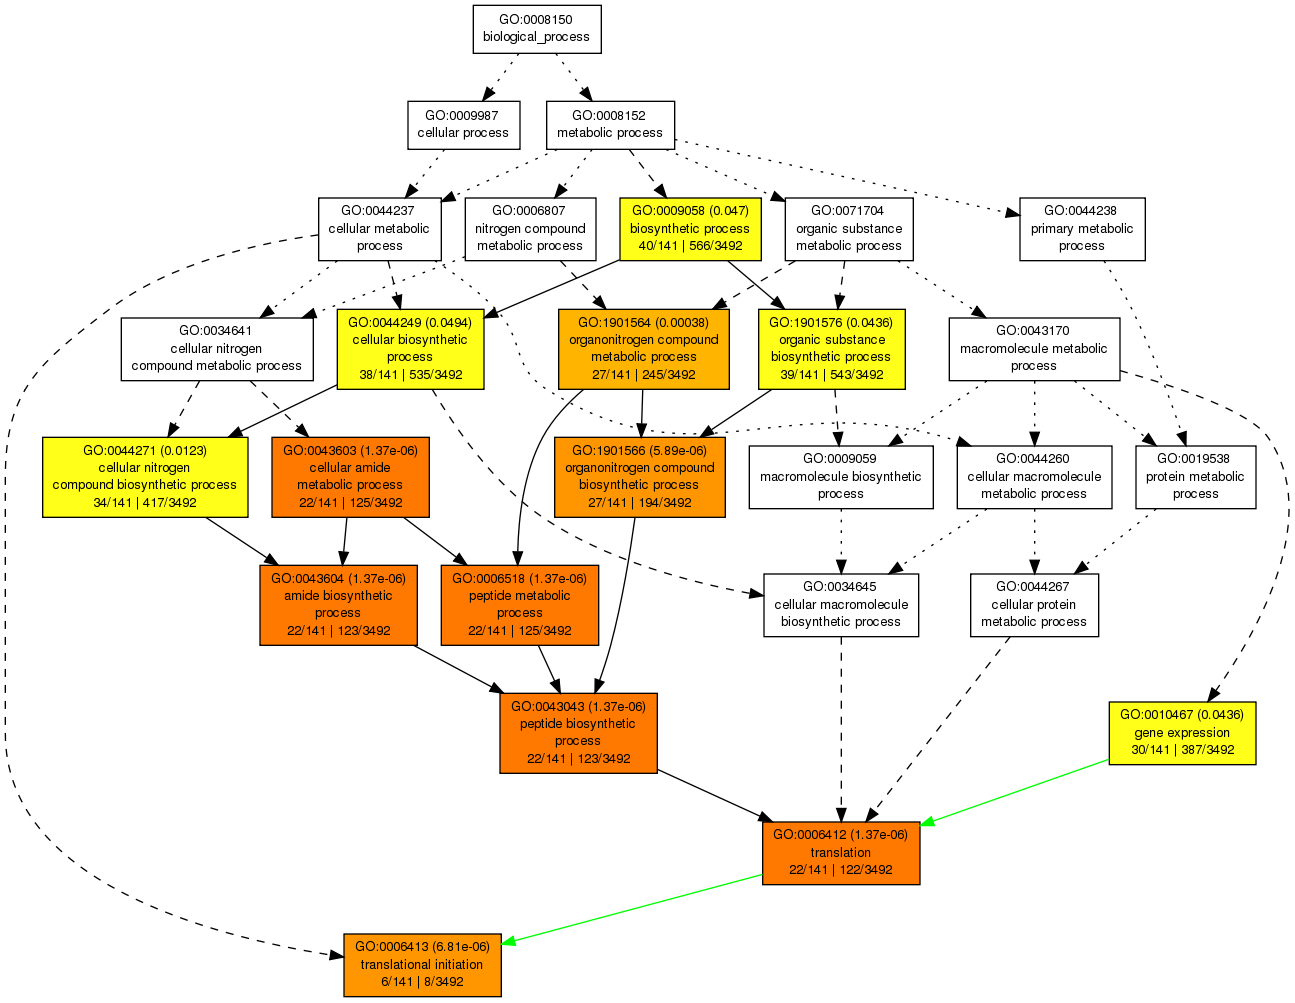 GO:0008150
biological_process
GO:0009987
cellular process
GO:0008152
metabolic process
GO:0044237
cellular metabolic
process
GO:0006807
nitrogen compound
metabolic process
GO:0009058 (0.047)
biosynthetic process
40/141 | 566/3492
GO:0071704
organic substance
metabolic process
GO:0044238
primary metabolic
process
GO:0034641
cellular nitrogen
compound metabolic process
GO:0044249 (0.0494)
cellular biosynthetic
process
38/141 | 535/3492
GO:1901564 (0.00038)
organonitrogen compound
metabolic process
27/141 | 245/3492
GO:1901576 (0.0436)
organic substance
biosynthetic process
39/141 | 543/3492
GO:0043170
macromolecule metabolic
process
GO:0044271 (0.0123)
cellular nitrogen
compound biosynthetic process
34/141 | 417/3492
GO:0043603 (1.37e-06)
cellular amide
metabolic process
22/141 | 125/3492
GO:1901566 (5.89e-06)
organonitrogen compound
biosynthetic process
27/141 | 194/3492
GO:0009059
macromolecule biosynthetic
process
GO:0044260
cellular macromolecule
metabolic process
GO:0019538
protein metabolic
process
GO:0043604 (1.37e-06)
amide biosynthetic
process
22/141 | 123/3492
GO:0006518 (1.37e-06)
peptide metabolic
process
22/141 | 125/3492
GO:0034645
cellular macromolecule
biosynthetic process
GO:0044267
cellular protein
metabolic process
GO:0043043 (1.37e-06)
peptide biosynthetic
process
22/141 | 123/3492
GO:0010467 (0.0436)
gene expression
30/141 | 387/3492
GO:0006412 (1.37e-06)
translation
22/141 | 122/3492
GO:0006413 (6.81e-06)
translational initiation
6/141 | 8/3492